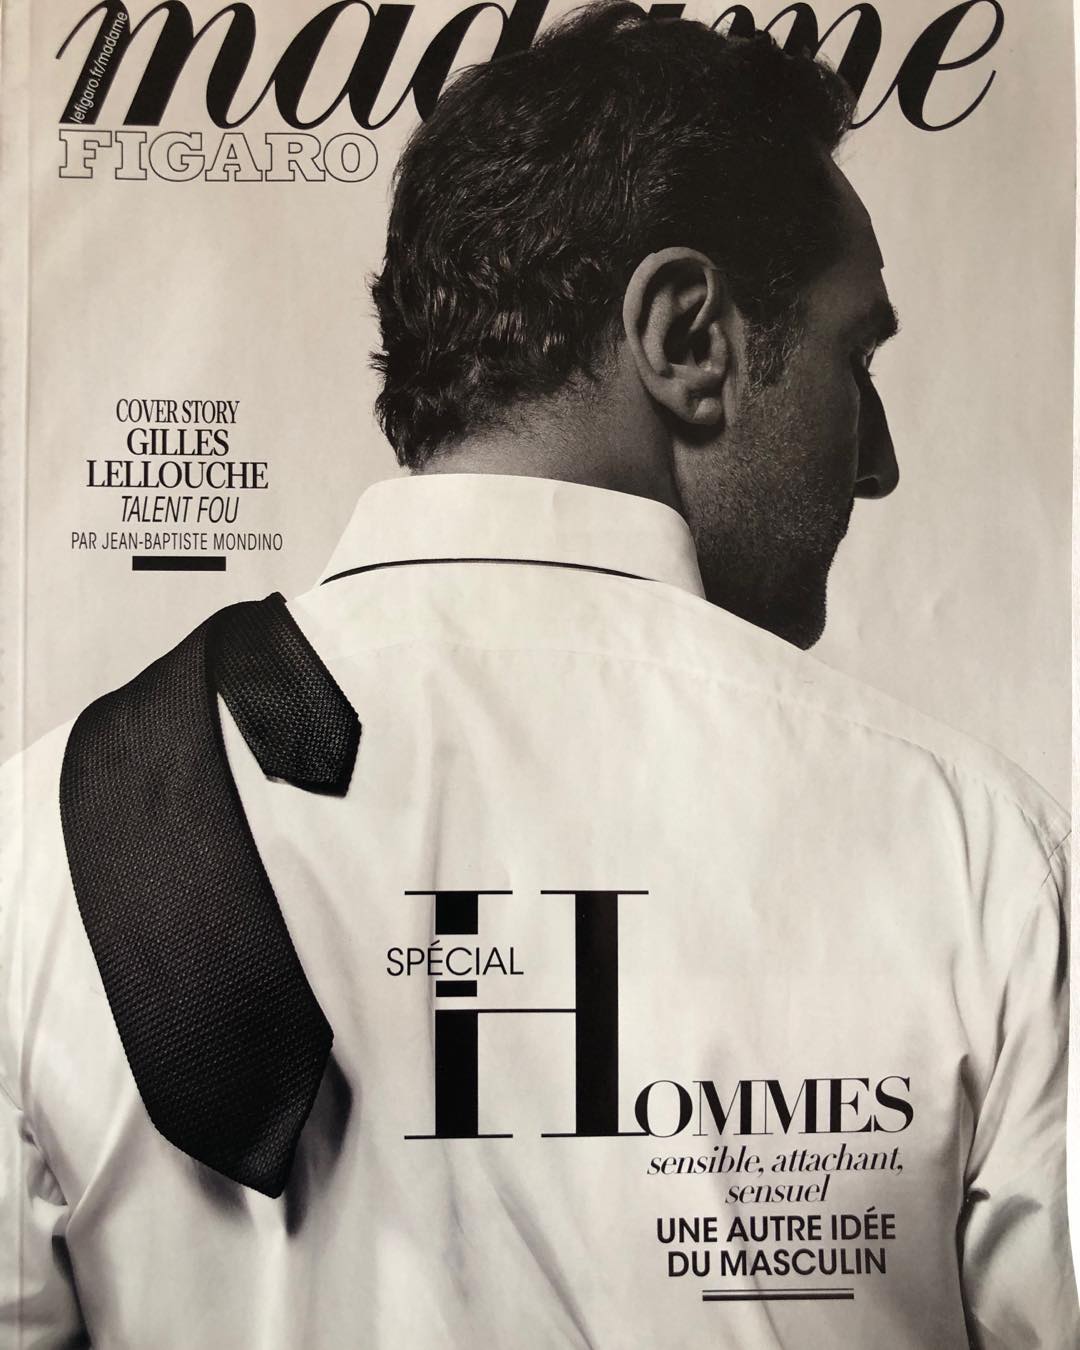 madame
lefigaro.fr/madame
FIGARO
COVER STORY
GILLES
LELLOUCHE
TALENT FOU
PAR JEAN-BAPTISTE MONDINO
SPÉCIAL
HOMMES
sensible, attachant,
sensuel
UNE AUTRE IDÉE
DU MASCULIN